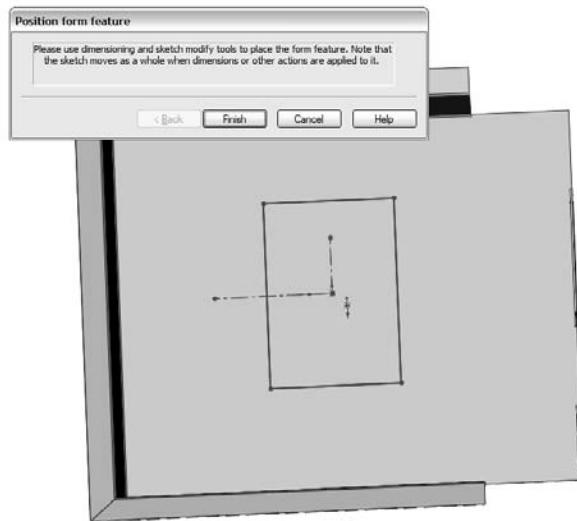 Position form feature
Please use dimensioning and sketch modify tools to place the form feature. Note that
the sketch moves as a whole when dimensions or other actions are applied to it.
< Back
Finish
Cancel
Help